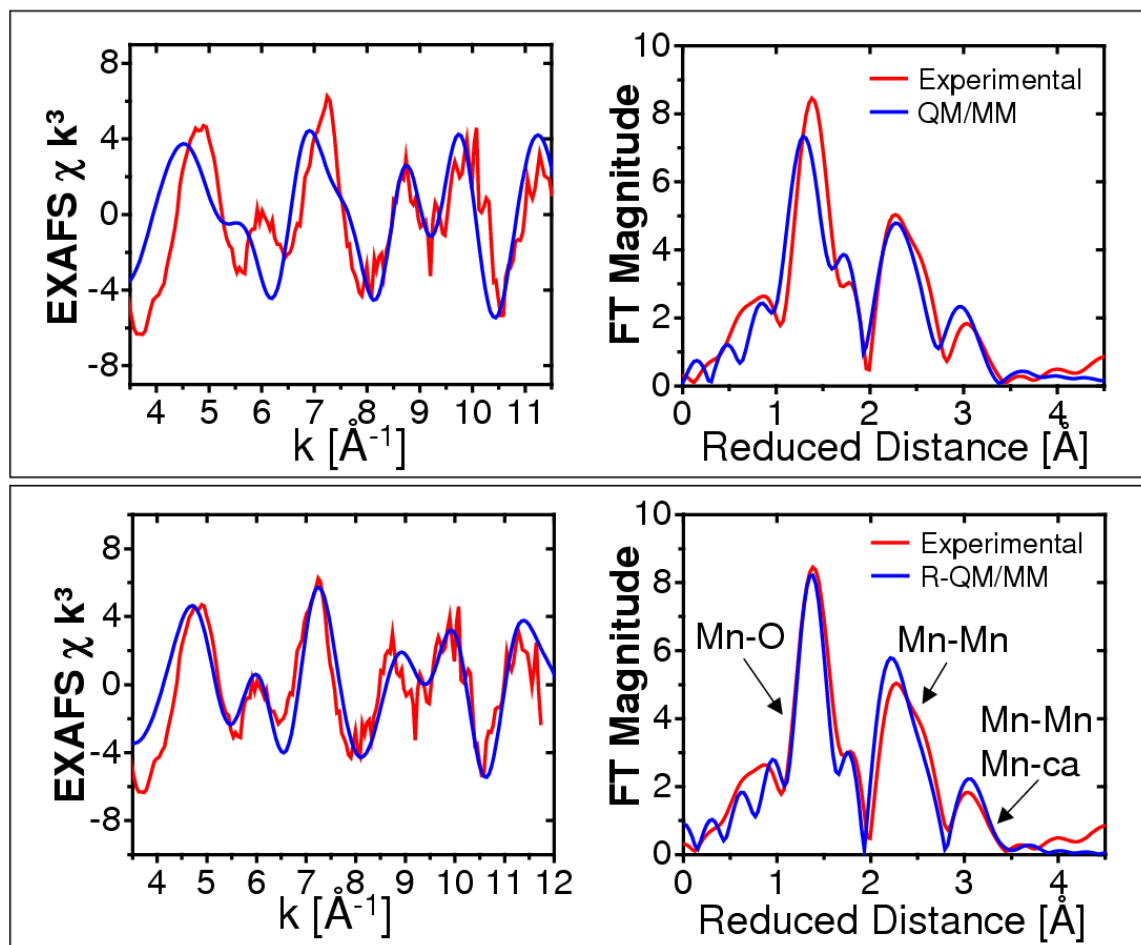 EXAFS χ k³
8
4
0
-4
-8
4 5 6 7 8 9 10 11
k [Å⁻¹]
FT Magnitude
10
8
6
4
2
0
Experimental
QM/MM
0 1 2 3 4
Reduced Distance [Å]
EXAFS χ k³
8
4
0
-4
-8
4 5 6 7 8 9 10 11 12
k [Å⁻¹]
FT Magnitude
10
8
6
4
2
0
Experimental
R-QM/MM
Mn-O
Mn-Mn
Mn-Mn
Mn-ca
0 1 2 3 4
Reduced Distance [Å]